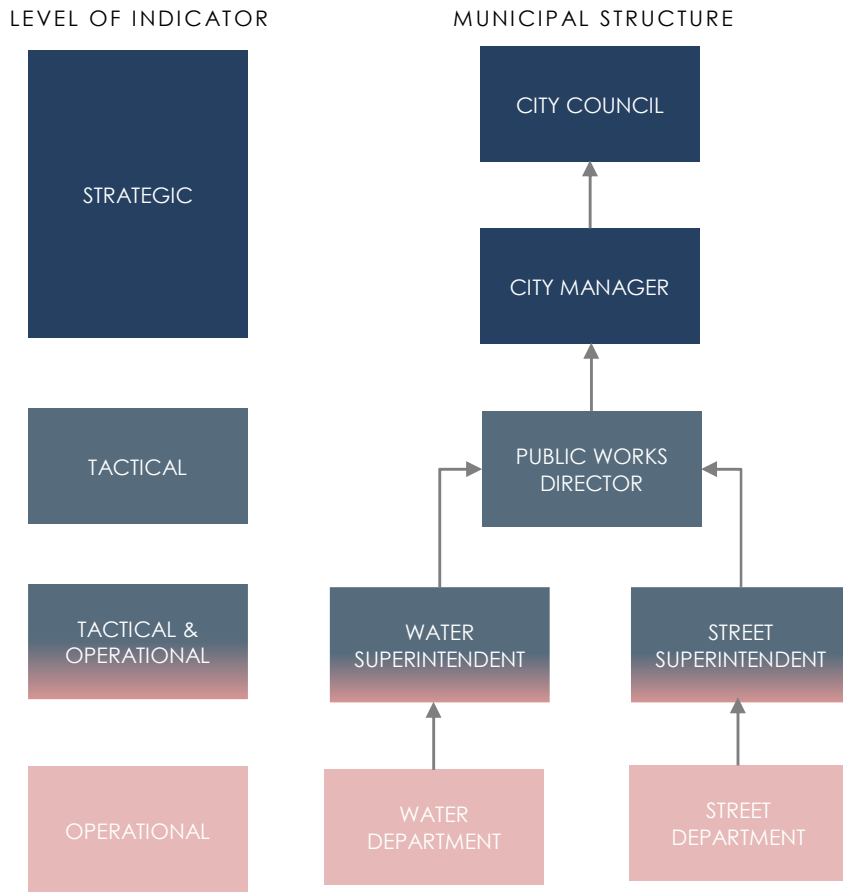 LEVEL OF INDICATOR
MUNICIPAL STRUCTURE
STRATEGIC
CITY COUNCIL
CITY MANAGER
TACTICAL
PUBLIC WORKS
DIRECTOR
TACTICAL &
OPERATIONAL
WATER
SUPERINTENDENT
STREET
SUPERINTENDENT
OPERATIONAL
WATER
DEPARTMENT
STREET
DEPARTMENT